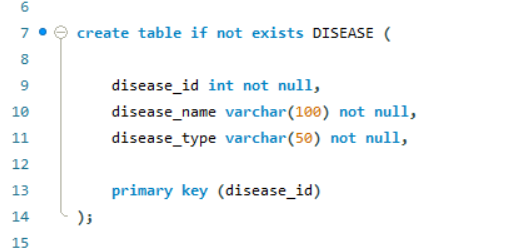 6
7 create table if not exists DISEASE (
8
9 disease_id int not null,
10 disease_name varchar(100) not null,
11 disease_type varchar(50) not null,
12
13 primary key (disease_id)
14 );
15